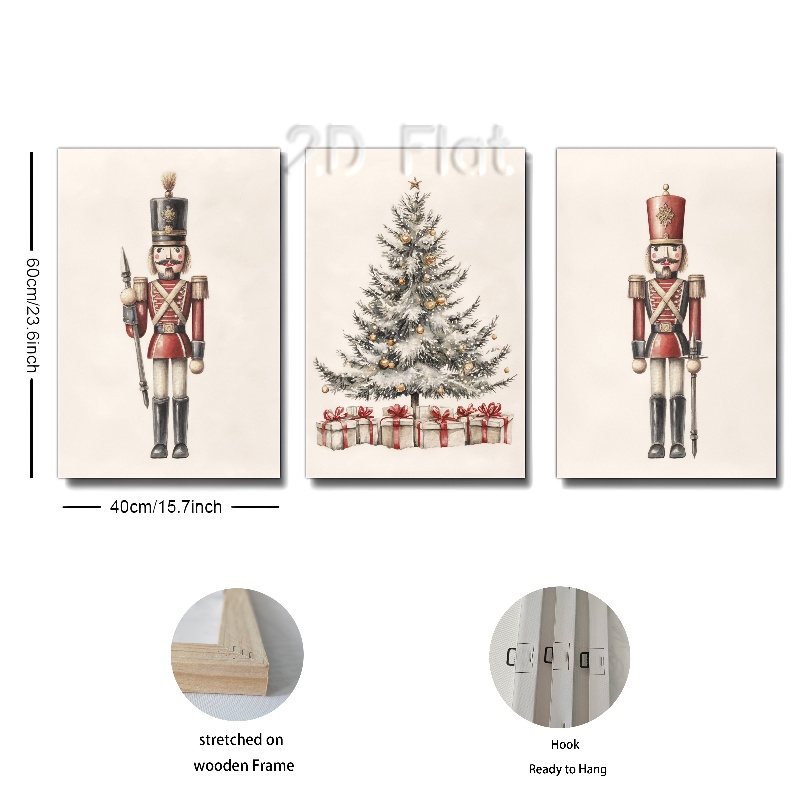 2D Flat
60cm/23.6inch
40cm/15.7inch
stretched on
wooden Frame
Hook
Ready to Hang